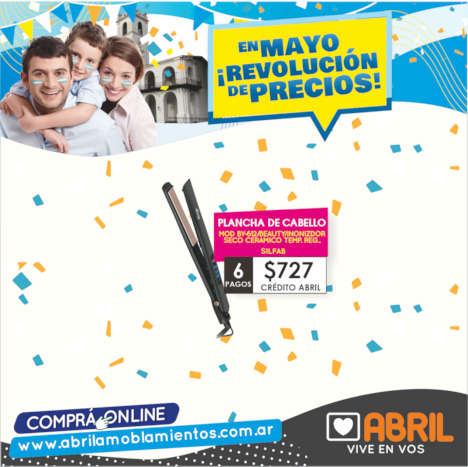 EN MAYO
¡REVOLUCIÓN
DE PRECIOS!
PLANCHA DE CABELLO
MOD BY-612/BEAUTY/INONIZDOR
SECO CERAMICO TEMP. REG..
SILFAB
6
PAGOS
$727
CRÉDITO ABRIL
COMPRÁ ONLINE
www.abrilamoblamientos.com.ar
ABRIL
VIVE EN VOS